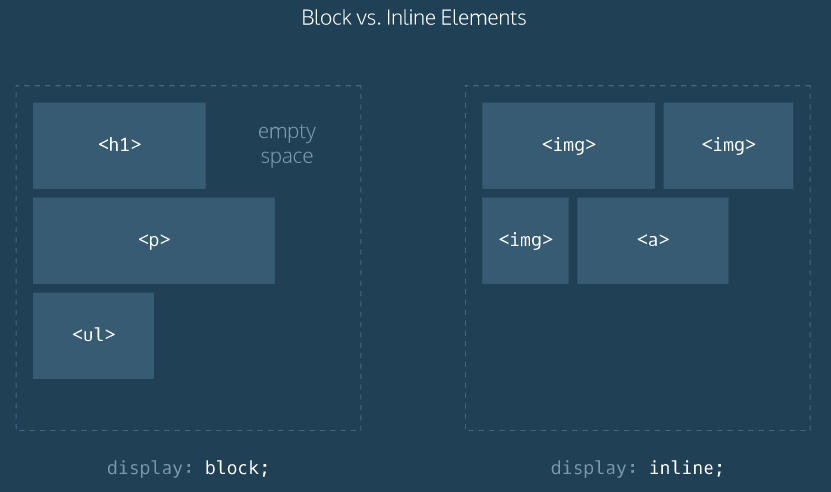 Block vs. Inline Elements
<h1>
empty
space
<p>
<ul>
display: block;
<img>
<img>
<img>
<a>
display: inline;